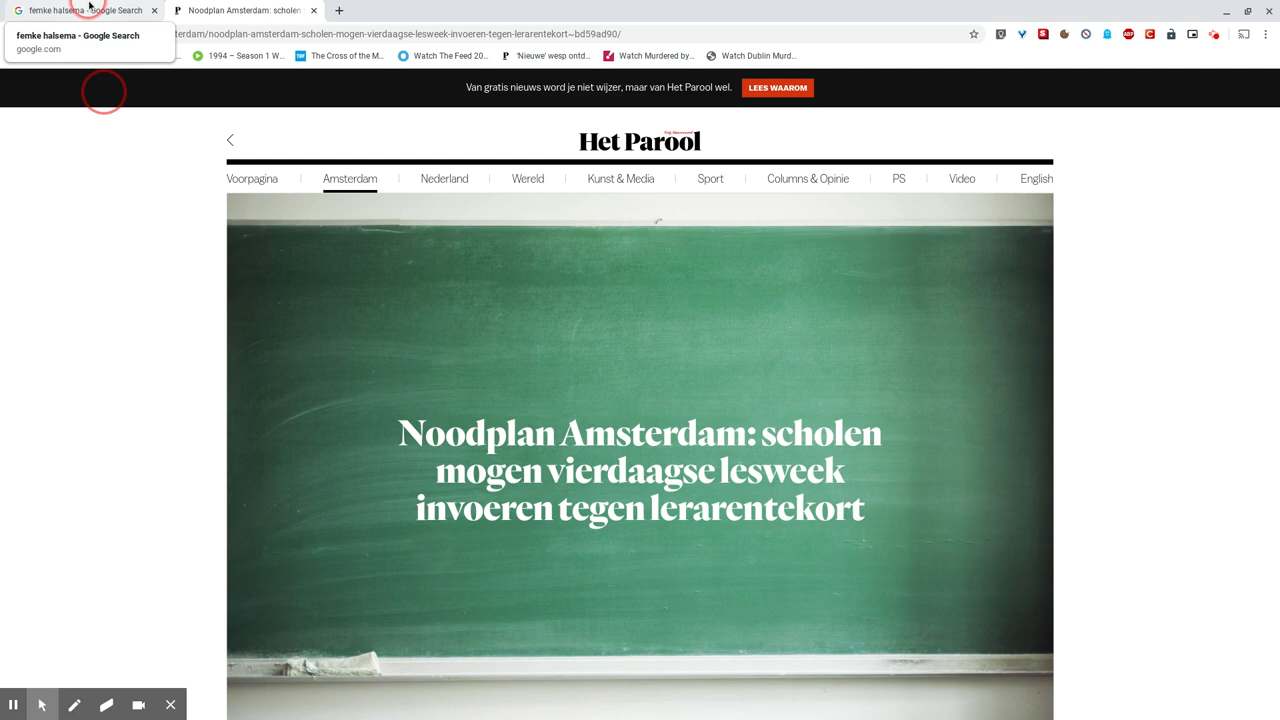 femke halsema - Google Search
Noodplan Amsterdam: scholen
femke halsema - Google Search
google.com
erdam/noodplan-amsterdam-scholen-mogen-vierdaagse-lesweek-invoeren-tegen-lerarentekort~bd59ad90/
1994 – Season 1 W...
The Cross of the M...
Watch The Feed 20...
'Nieuwe' wesp ontd...
Watch Murdered by...
Watch Dublin Murd...
Van gratis nieuws word je niet wijzer, maar van Het Parool wel.
LEES WAAROM
Het Parool
Voorpagina
Amsterdam
Nederland
Wereld
Kunst & Media
Sport
Columns & Opinie
PS
Video
English
Noodplan Amsterdam: scholen
mogen vierdaagse lesweek
invoeren tegen lerarentekort